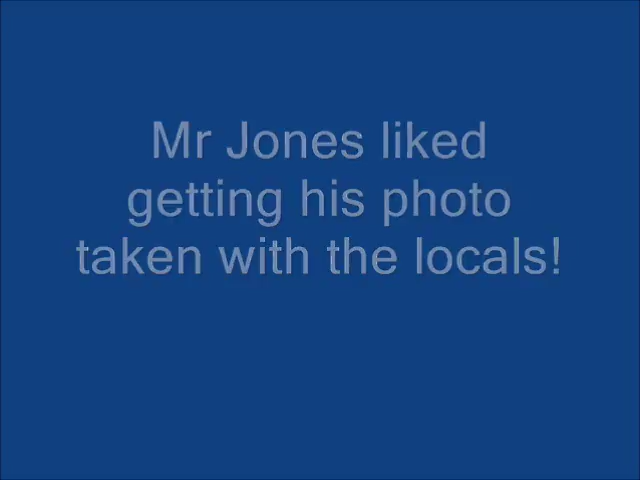 Mr Jones liked
getting his photo
taken with the locals!